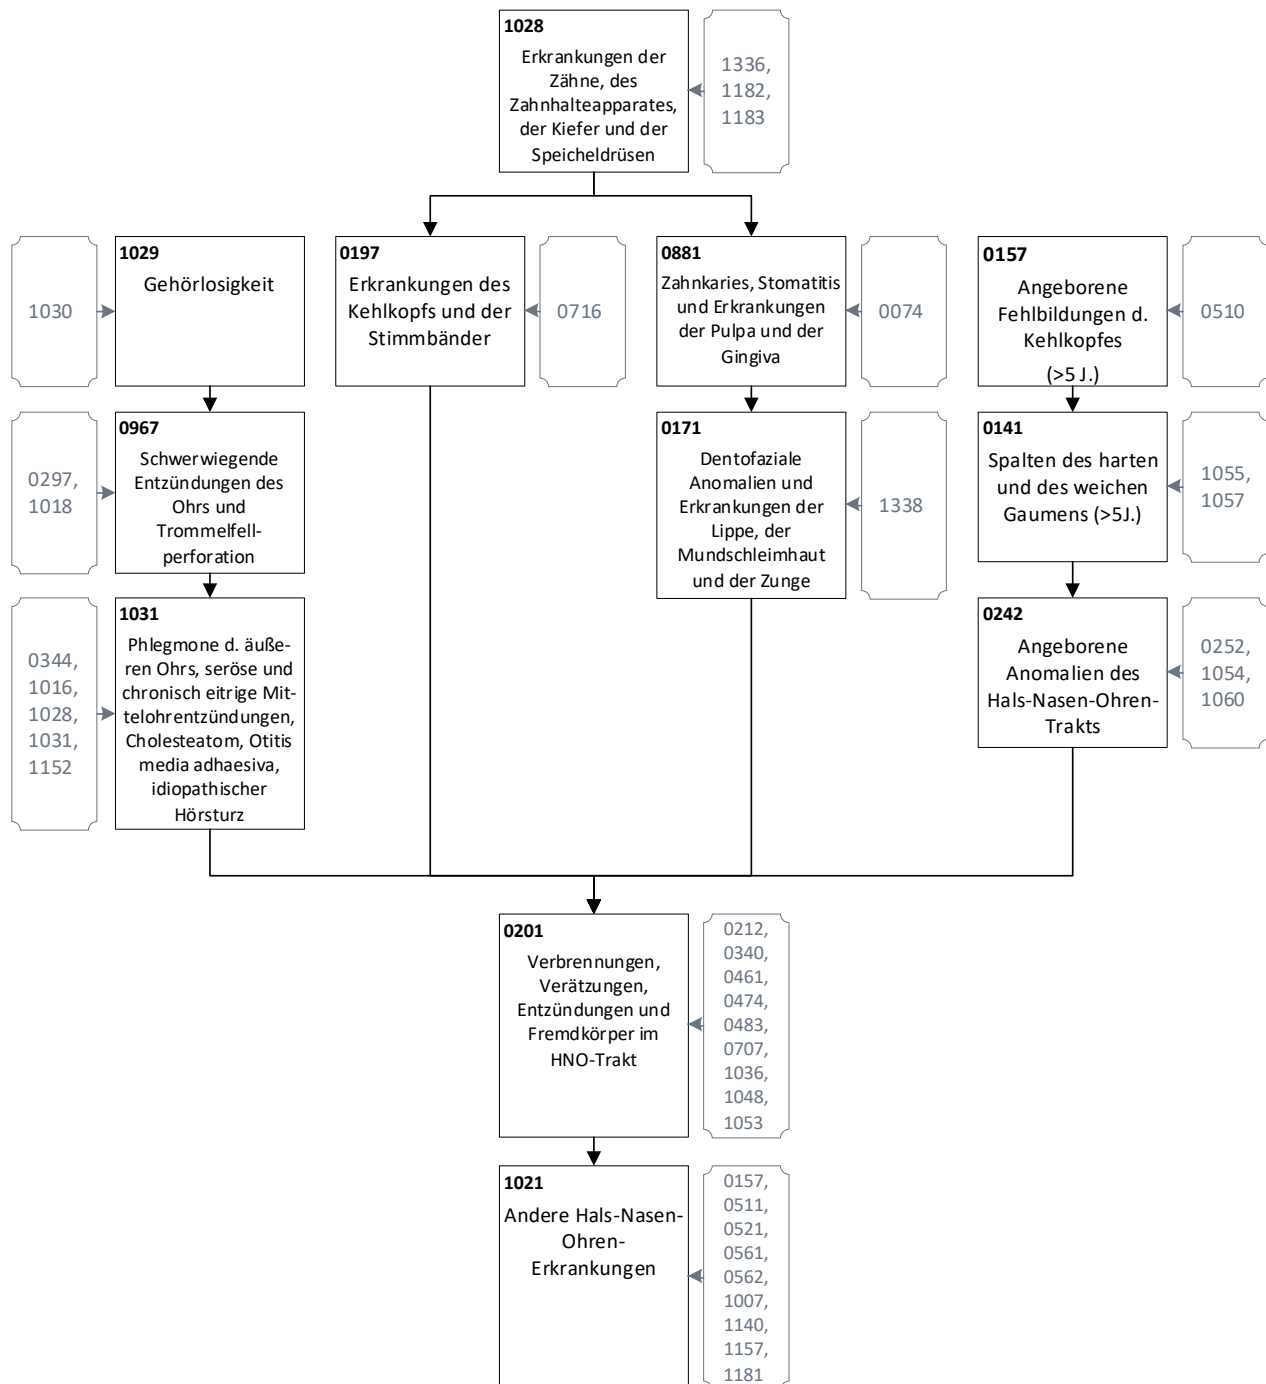 1028
Erkrankungen der
Zähne, des
Zahnhalteapparates,
der Kiefer und der
Speicheldrüsen
1336,
1182,
1183
1030
1029
Gehörlosigkeit
0197
Erkrankungen des
Kehlkopfs und der
Stimmbänder
0716
0881
Zahnkaries, Stomatitis
und Erkrankungen
der Pulpa und der
Gingiva
0074
0157
Angeborene
Fehlbildungen d.
Kehlkopfes
(>5 J.)
0510
0297,
1018
0967
Schwerwiegende
Entzündungen des
Ohrs und
Trommelfell-
perforation
0171
Dentofaziale
Anomalien und
Erkrankungen der
Lippe, der
Mundschleimhaut
und der Zunge
1338
0141
Spalten des harten
und des weichen
Gaumens (>5J.)
1055,
1057
0344,
1016,
1028,
1031,
1152
1031
Phlegmone d. äuße-
ren Ohrs, seröse und
chronisch eitrige Mit-
telohrentzündungen,
Cholesteatom, Otitis
media adhaesiva,
idiopathischer
Hörsturz
0242
Angeborene
Anomalien des
Hals-Nasen-Ohren-
Trakts
0252,
1054,
1060
0201
Verbrennungen,
Verätzungen,
Entzündungen und
Fremdkörper im
HNO-Trakt
0212,
0340,
0461,
0474,
0483,
0707,
1036,
1048,
1053
1021
Andere Hals-Nasen-
Ohren-
Erkrankungen
0157,
0511,
0521,
0561,
0562,
1007,
1140,
1157,
1181